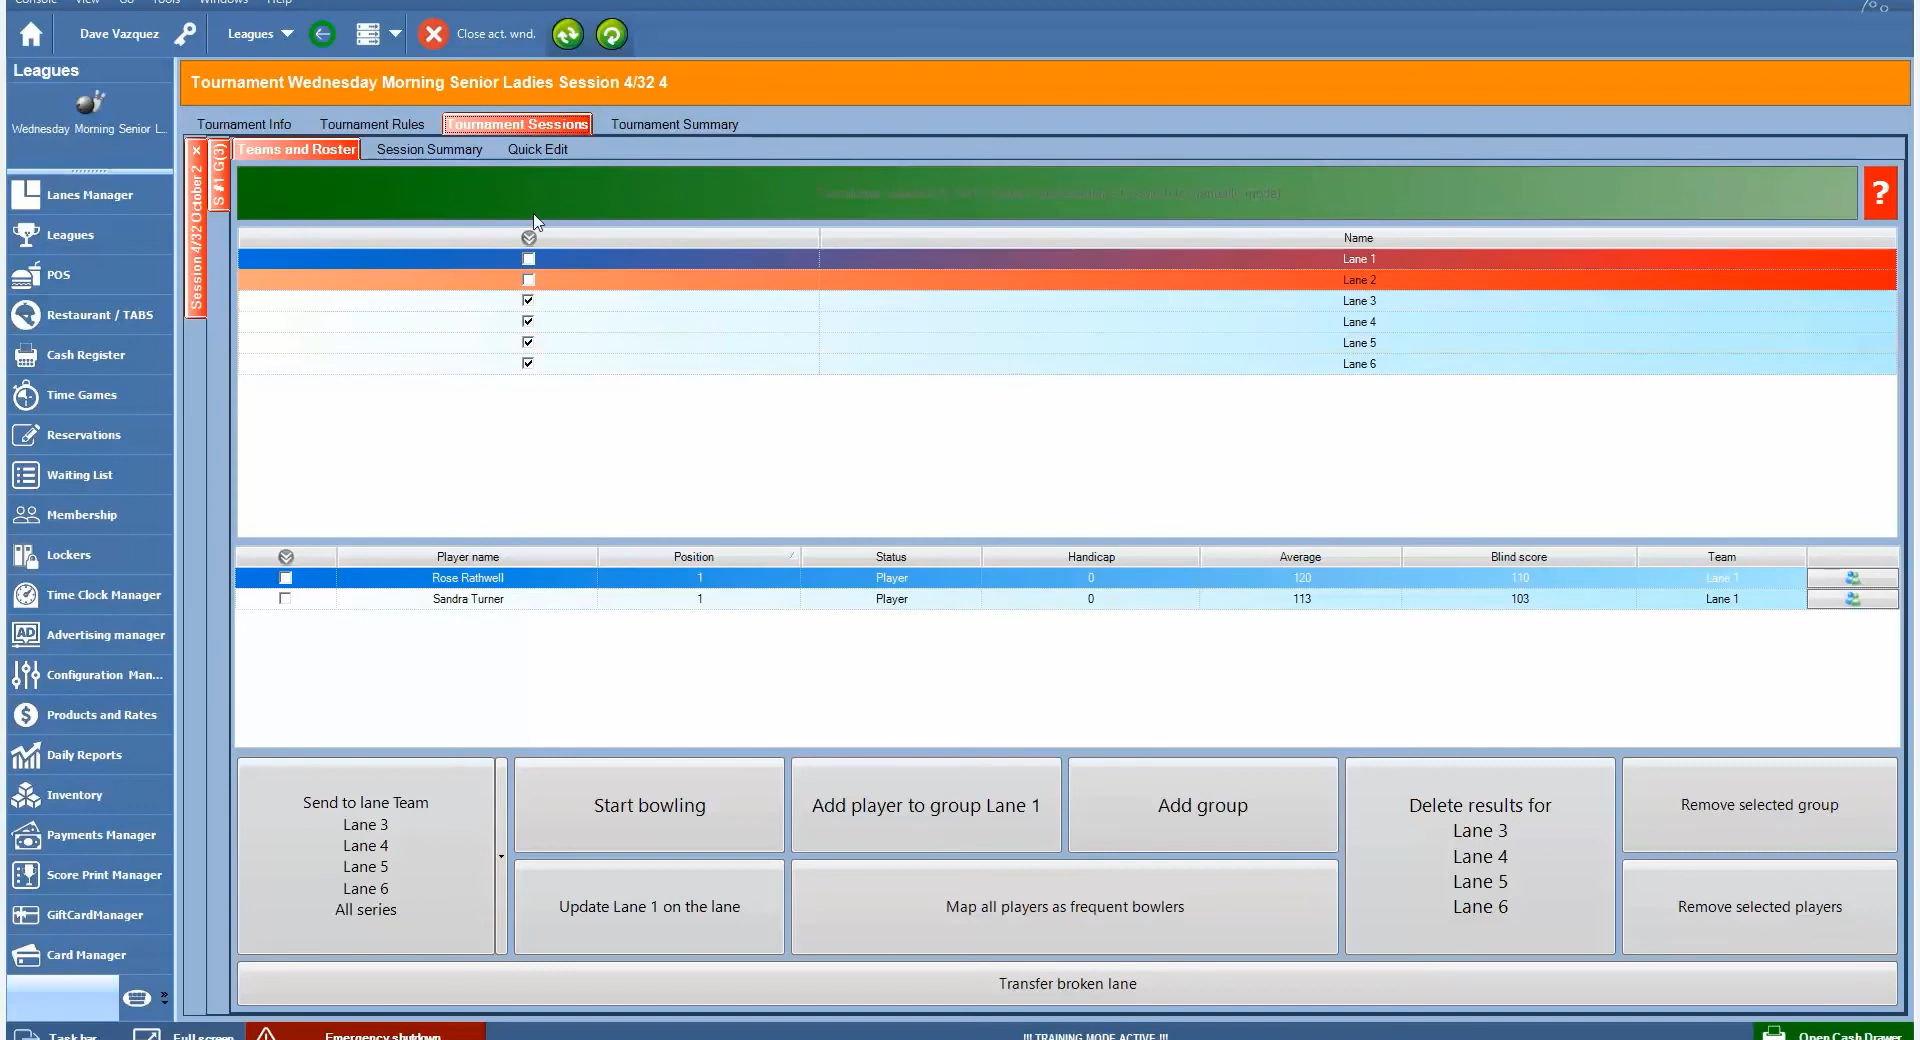 Console View Go Tools Windows Help
Dave Vazquez Leagues Close act. wnd.
Leagues
Wednesday Morning Senior L...
Lanes Manager
Leagues
POS
Restaurant / TABS
Cash Register
Time Games
Reservations
Waiting List
Membership
Lockers
Time Clock Manager
AD Advertising manager
Configuration Man...
$ Products and Rates
Daily Reports
Inventory
Payments Manager
Score Print Manager
GiftCardManager
Card Manager
Tournament Wednesday Morning Senior Ladies Session 4/32 4
Tournament Info Tournament Rules Tournament Sessions Tournament Summary
Session 4/32 October 2
S #1 G(3)
Teams and Roster Session Summary Quick Edit
?
Name
Lane 1
Lane 2
Lane 3
Lane 4
Lane 5
Lane 6
Player name Position Status Handicap Average Blind score Team
Rose Rathwell 1 Player 0 120 110 Lane 1
Sandra Turner 1 Player 0 113 103 Lane 1
Send to lane Team
Lane 3
Lane 4
Lane 5
Lane 6
All series
Start bowling
Update Lane 1 on the lane
Add player to group Lane 1
Add group
Map all players as frequent bowlers
Delete results for
Lane 3
Lane 4
Lane 5
Lane 6
Remove selected group
Remove selected players
Transfer broken lane
Task bar Full screen Emergency shutdown !!! TRAINING MODE ACTIVE !!! Open Cash Drawer